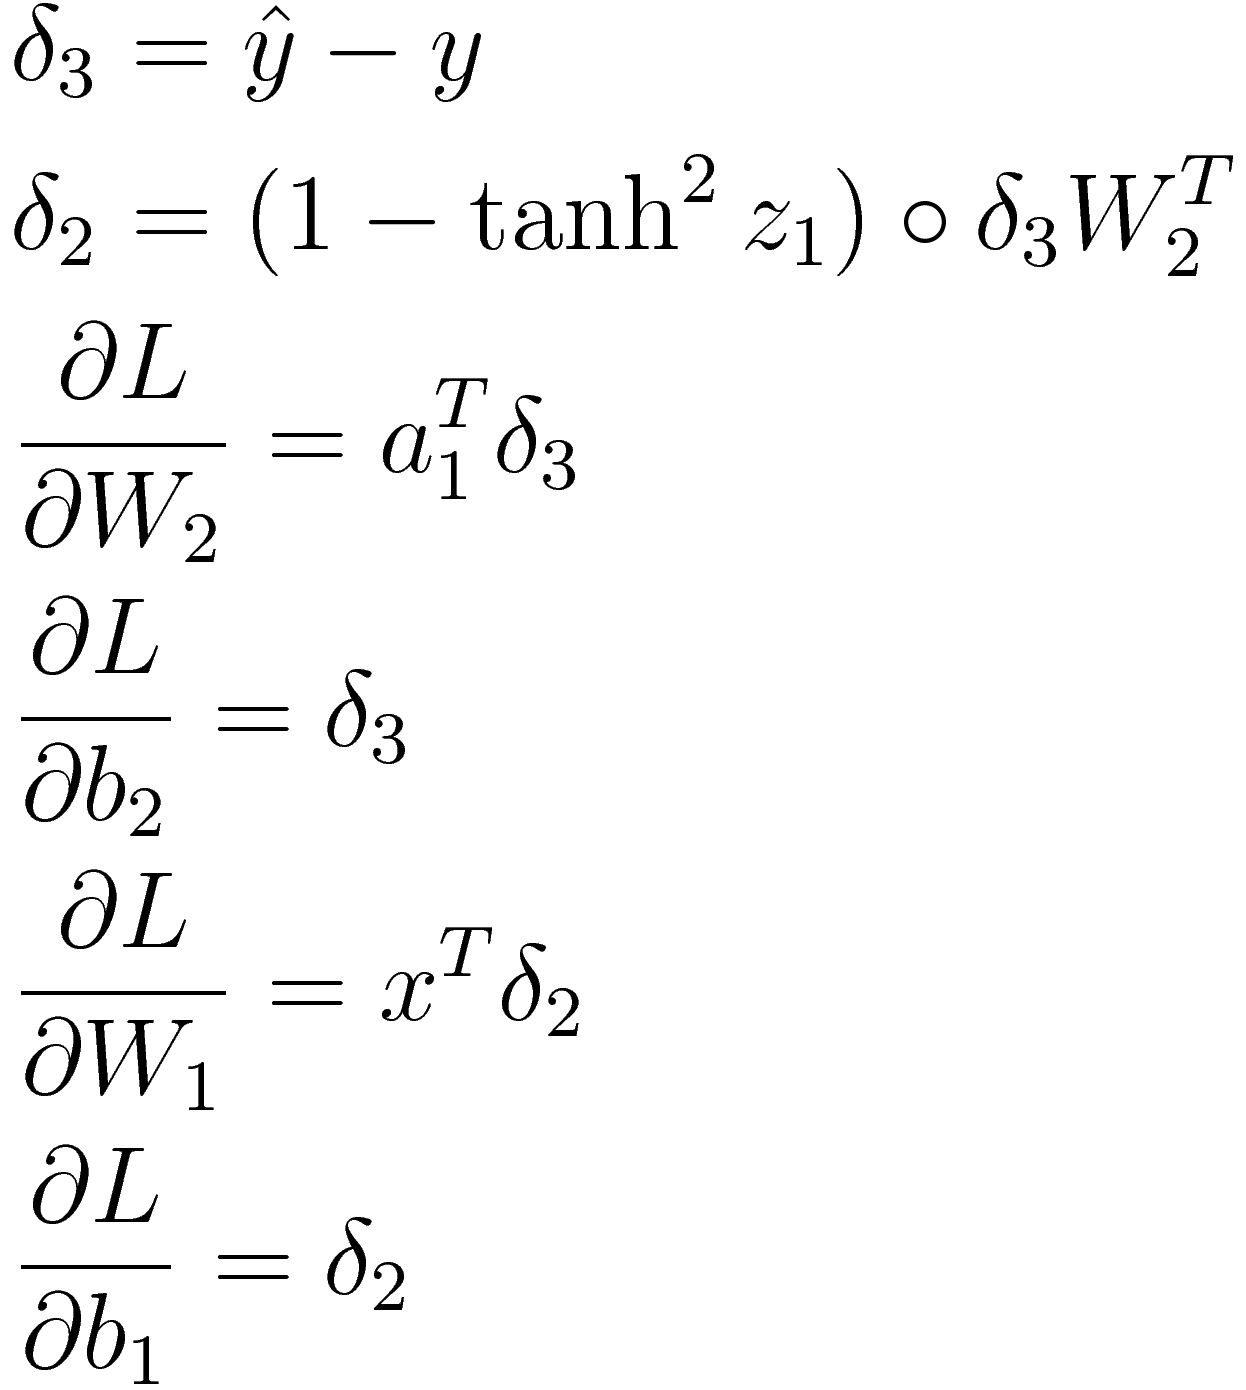 δ₃ = ŷ − y
δ₂ = (1 − tanh² z₁) ∘ δ₃W₂ᵀ
∂L/∂W₂ = a₁ᵀδ₃
∂L/∂b₂ = δ₃
∂L/∂W₁ = xᵀδ₂
∂L/∂b₁ = δ₂